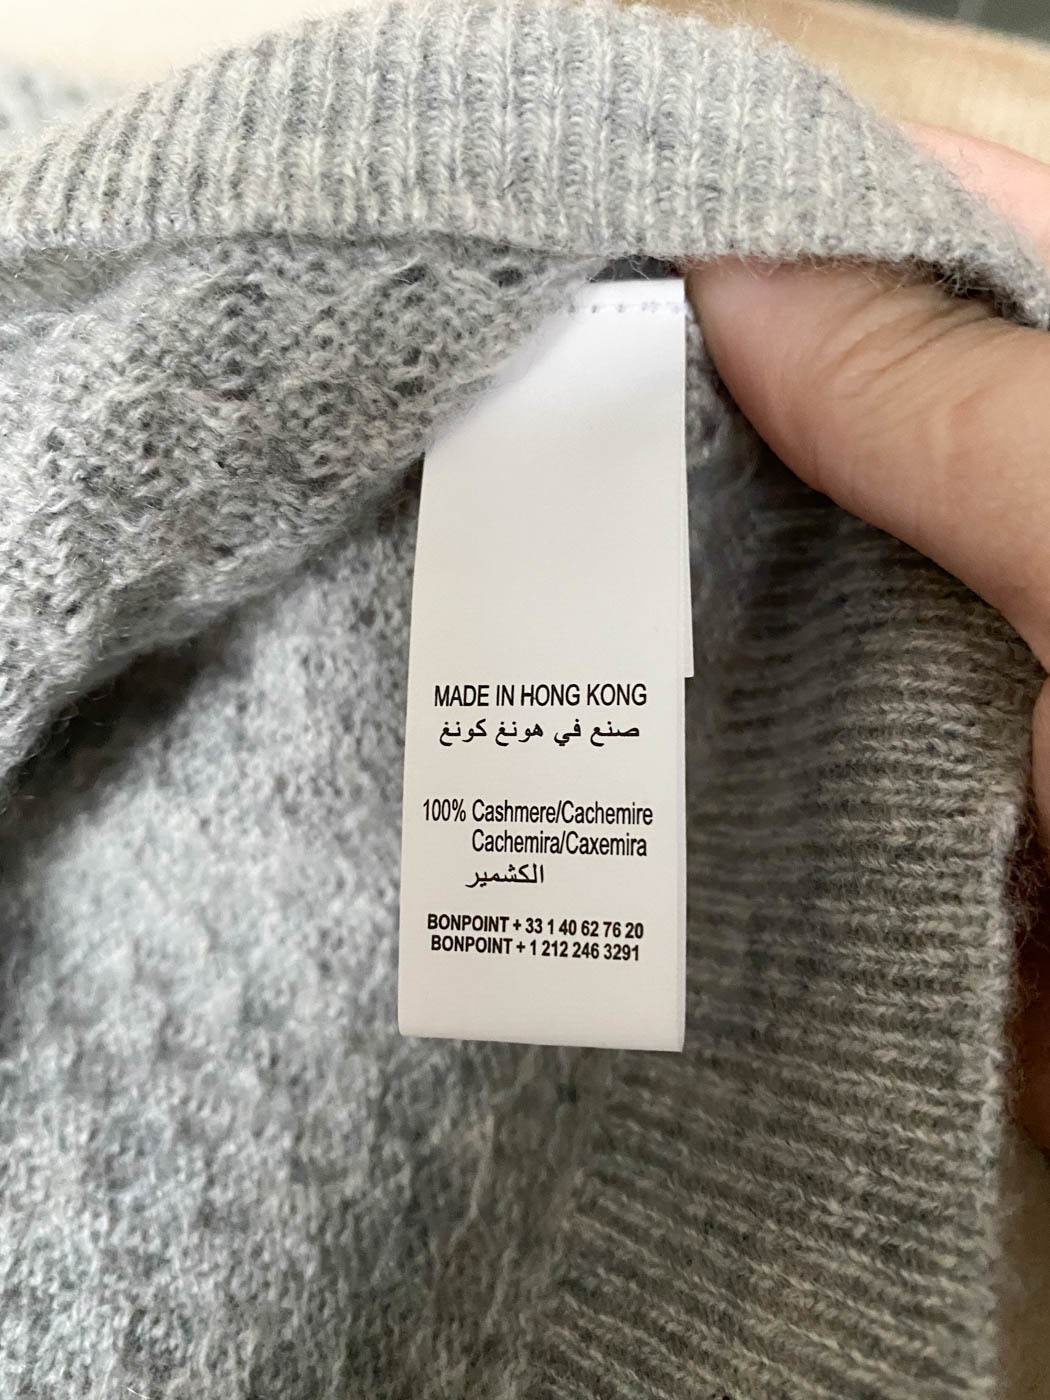 MADE IN HONG KONG
صنع في هونغ كونغ
100% Cashmere/Cachemire
Cachemira/Caxemira
الكشمير
BONPOINT + 33 1 40 62 76 20
BONPOINT + 1 212 246 3291